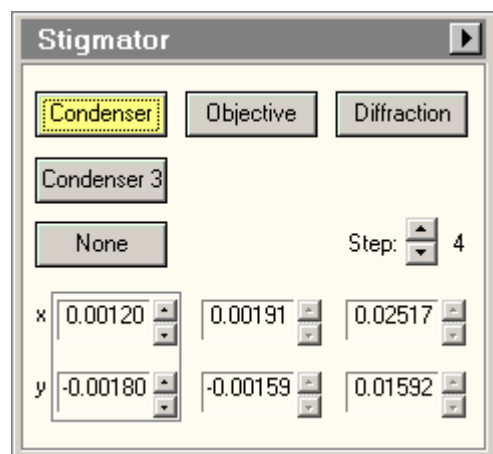 Stigmator
Condenser Objective Diffraction
Condenser 3
None Step: 4
x 0.00120 0.00191 0.02517
y -0.00180 -0.00159 0.01592